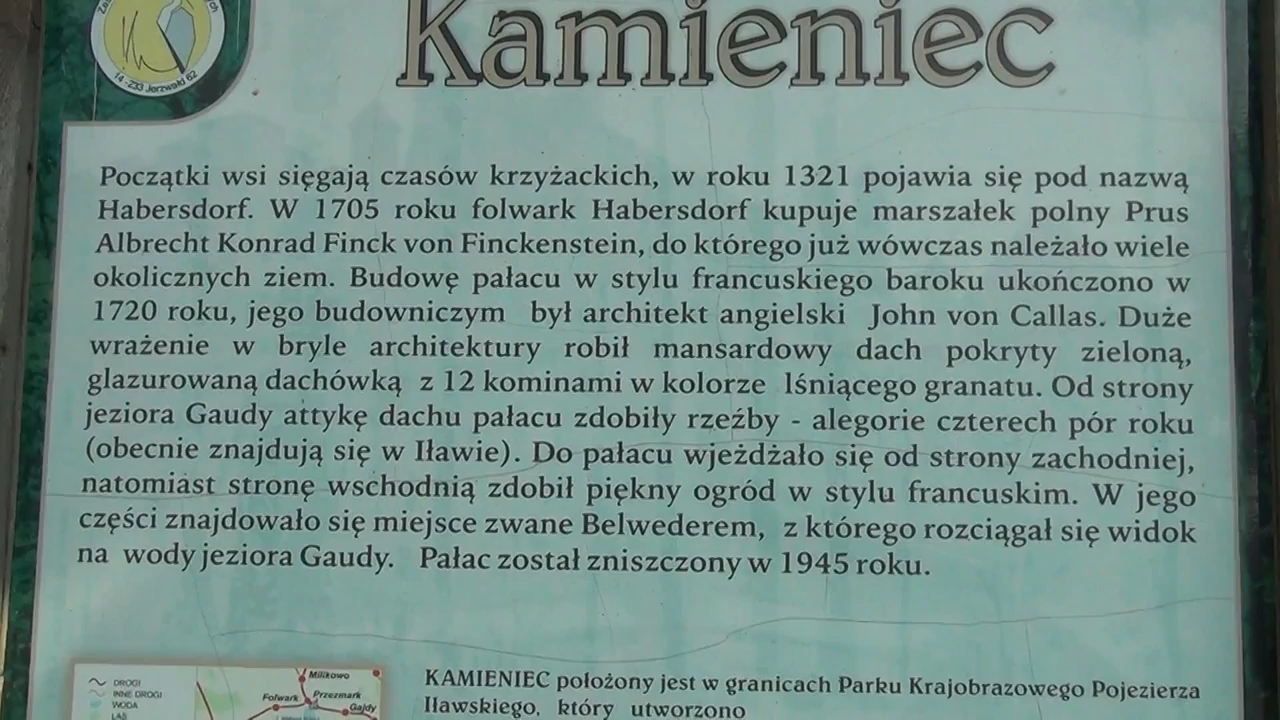 Kamieniec
14-233 Jerzwałd 62
Początki wsi sięgają czasów krzyżackich, w roku 1321 pojawia się pod nazwą
Habersdorf. W 1705 roku folwark Habersdorf kupuje marszałek polny Prus
Albrecht Konrad Finck von Finckenstein, do którego już wówczas należało wiele
okolicznych ziem. Budowę pałacu w stylu francuskiego baroku ukończono w
1720 roku, jego budowniczym był architekt angielski John von Callas. Duże
wrażenie w bryle architektury robił mansardowy dach pokryty zieloną,
glazurowaną dachówką z 12 kominami w kolorze lśniącego granatu. Od strony
jeziora Gaudy attykę dachu pałacu zdobiły rzeźby - alegorie czterech pór roku
(obecnie znajdują się w Iławie). Do pałacu wjeżdżało się od strony zachodniej,
natomiast stronę wschodnią zdobił piękny ogród w stylu francuskim. W jego
części znajdowało się miejsce zwane Belwederem, z którego rozciągał się widok
na wody jeziora Gaudy. Pałac został zniszczony w 1945 roku.
DROGI
INNE DROGI
WODA
LAS
Milikowo
Folwark
Przezmark
Gajdy
KAMIENIEC położony jest w granicach Parku Krajobrazowego Pojezierza
Iławskiego, który utworzono